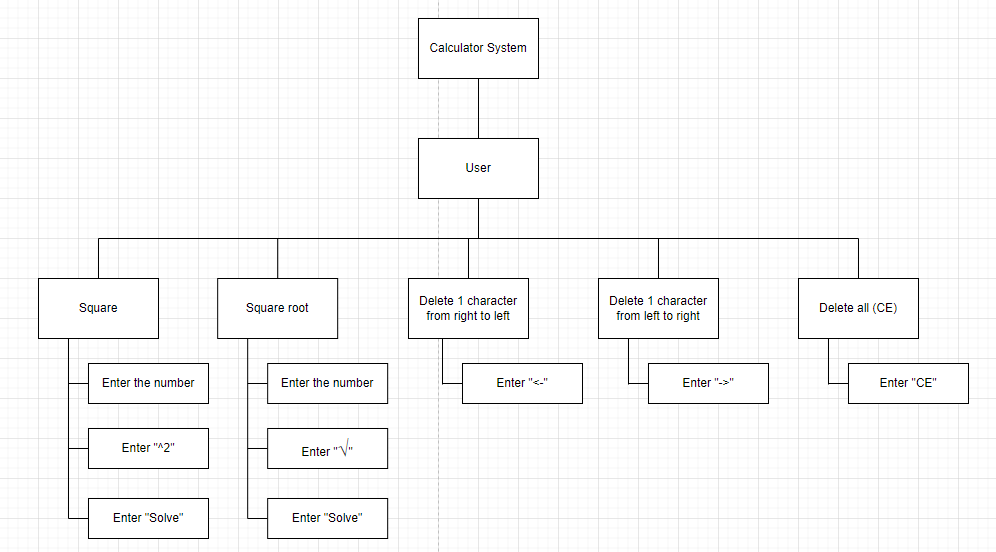 Calculator System
User
Square
Square root
Delete 1 character
from right to left
Delete 1 character
from left to right
Delete all (CE)
Enter the number
Enter the number
Enter "<-"
Enter "->"
Enter "CE"
Enter "^2"
Enter "√"
Enter "Solve"
Enter "Solve"